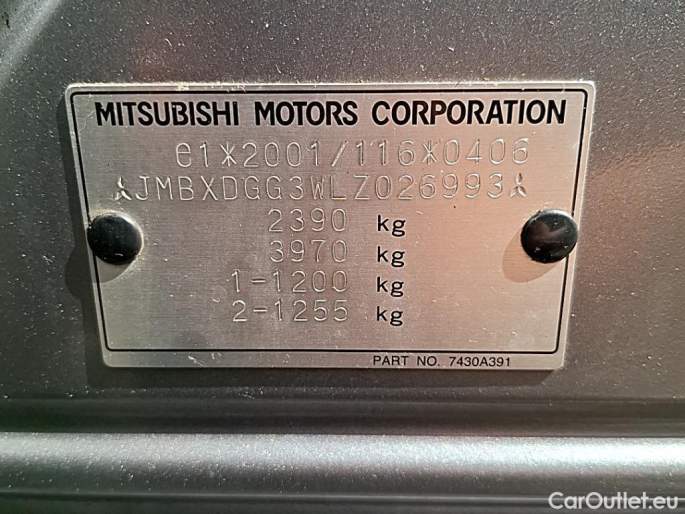 MITSUBISHI MOTORS CORPORATION
e1*2001/116*0406
JMBXDGG3WLZ026993
2390 kg
3970 kg
1-1200 kg
2-1255 kg
PART NO. 7430A391
CarOutlet.eu